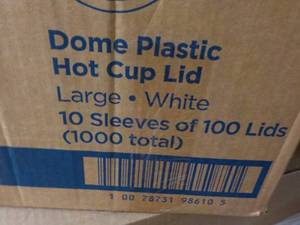 Dome Plastic
Hot Cup Lid
Large • White
10 Sleeves of 100 Lids
(1000 total)
1 00 78731 98610 5